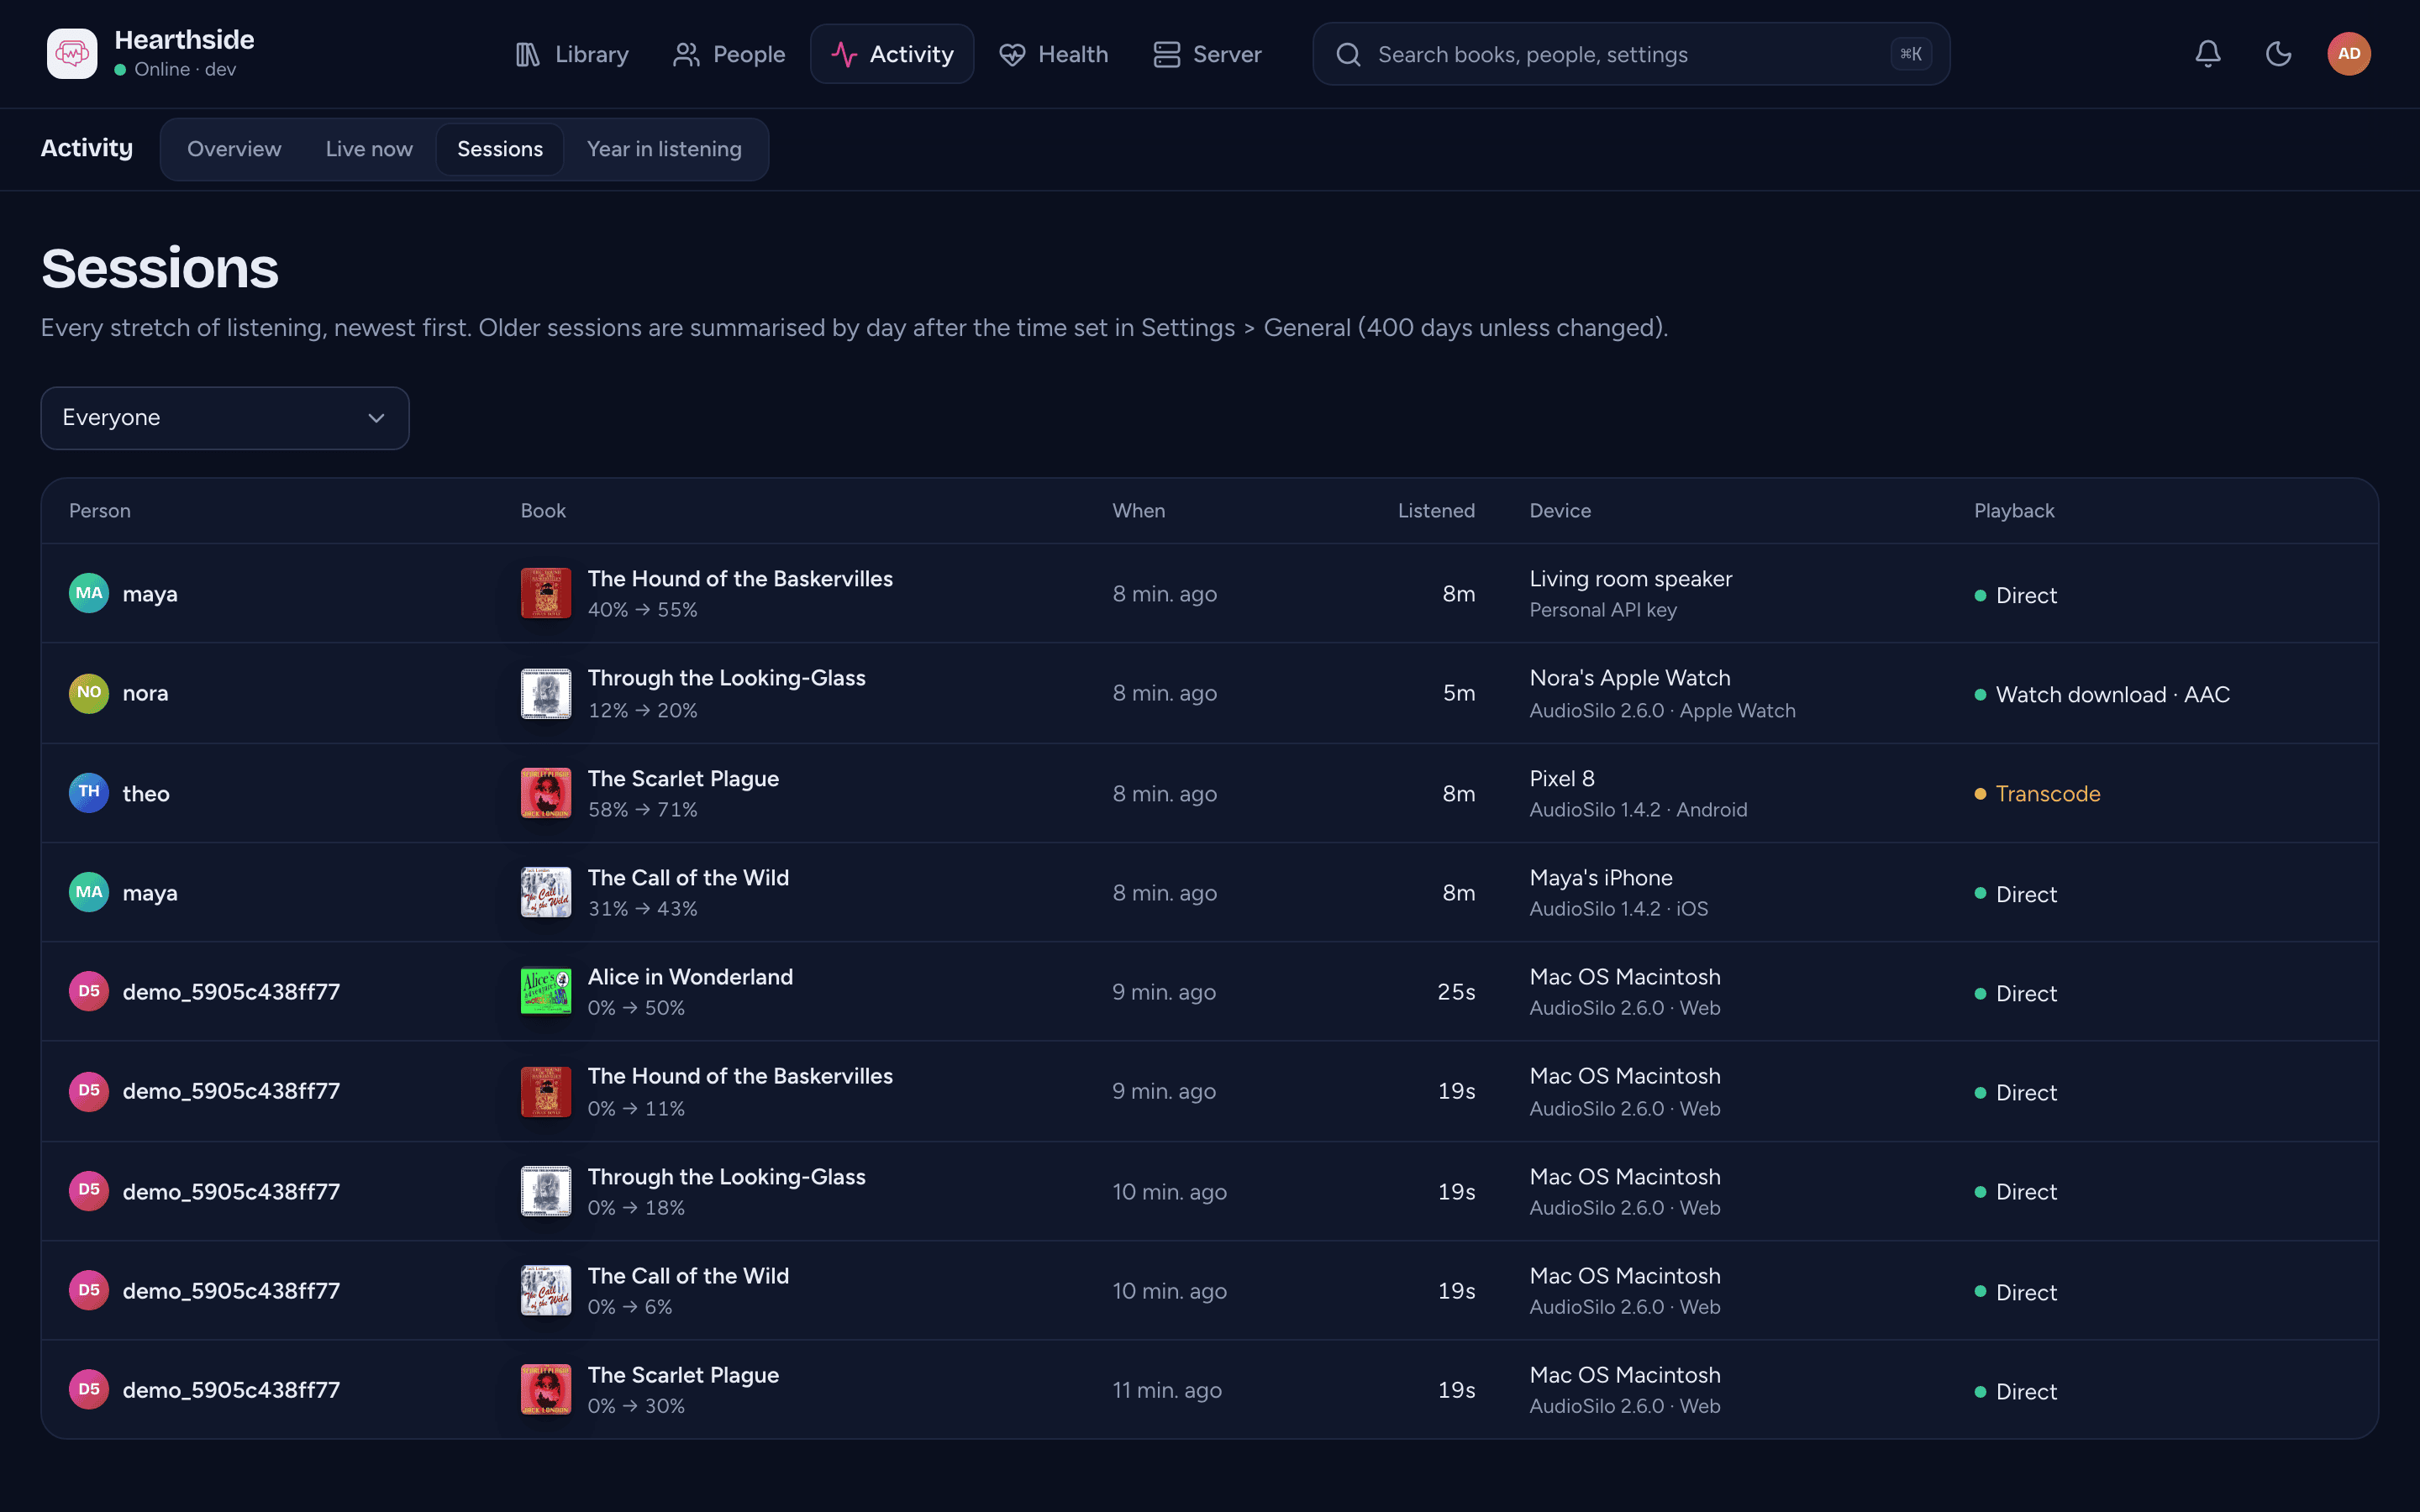 Hearthside
Online · dev
Library
People
Activity
Health
Server
Search books, people, settings
⌘K
AD
Activity
Overview
Live now
Sessions
Year in listening
Sessions
Every stretch of listening, newest first. Older sessions are summarised by day after the time set in Settings > General (400 days unless changed).
Everyone
Person Book When Listened Device Playback
MA maya The Hound of the Baskervilles 8 min. ago 8m Living room speaker Direct
40% → 55% Personal API key
NO nora Through the Looking-Glass 8 min. ago 5m Nora's Apple Watch Watch download · AAC
12% → 20% AudioSilo 2.6.0 · Apple Watch
TH theo The Scarlet Plague 8 min. ago 8m Pixel 8 Transcode
58% → 71% AudioSilo 1.4.2 · Android
MA maya The Call of the Wild 8 min. ago 8m Maya's iPhone Direct
31% → 43% AudioSilo 1.4.2 · iOS
D5 demo_5905c438ff77 Alice in Wonderland 9 min. ago 25s Mac OS Macintosh Direct
0% → 50% AudioSilo 2.6.0 · Web
D5 demo_5905c438ff77 The Hound of the Baskervilles 9 min. ago 19s Mac OS Macintosh Direct
0% → 11% AudioSilo 2.6.0 · Web
D5 demo_5905c438ff77 Through the Looking-Glass 10 min. ago 19s Mac OS Macintosh Direct
0% → 18% AudioSilo 2.6.0 · Web
D5 demo_5905c438ff77 The Call of the Wild 10 min. ago 19s Mac OS Macintosh Direct
0% → 6% AudioSilo 2.6.0 · Web
D5 demo_5905c438ff77 The Scarlet Plague 11 min. ago 19s Mac OS Macintosh Direct
0% → 30% AudioSilo 2.6.0 · Web